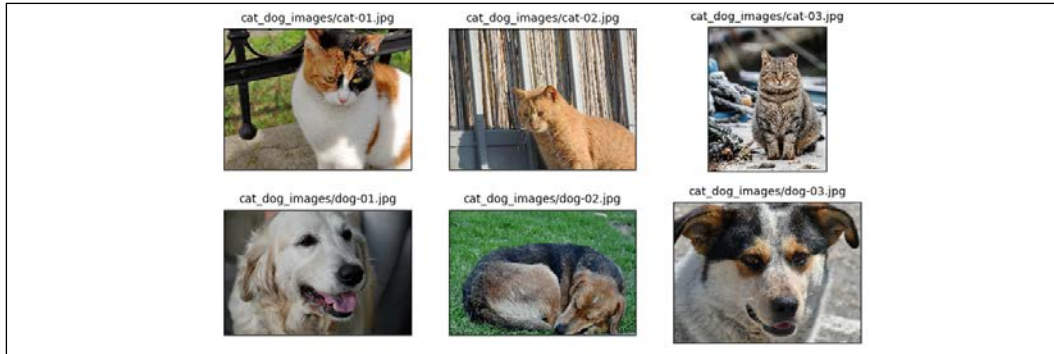 cat_dog_images/cat-01.jpg
cat_dog_images/cat-02.jpg
cat_dog_images/cat-03.jpg
cat_dog_images/dog-01.jpg
cat_dog_images/dog-02.jpg
cat_dog_images/dog-03.jpg